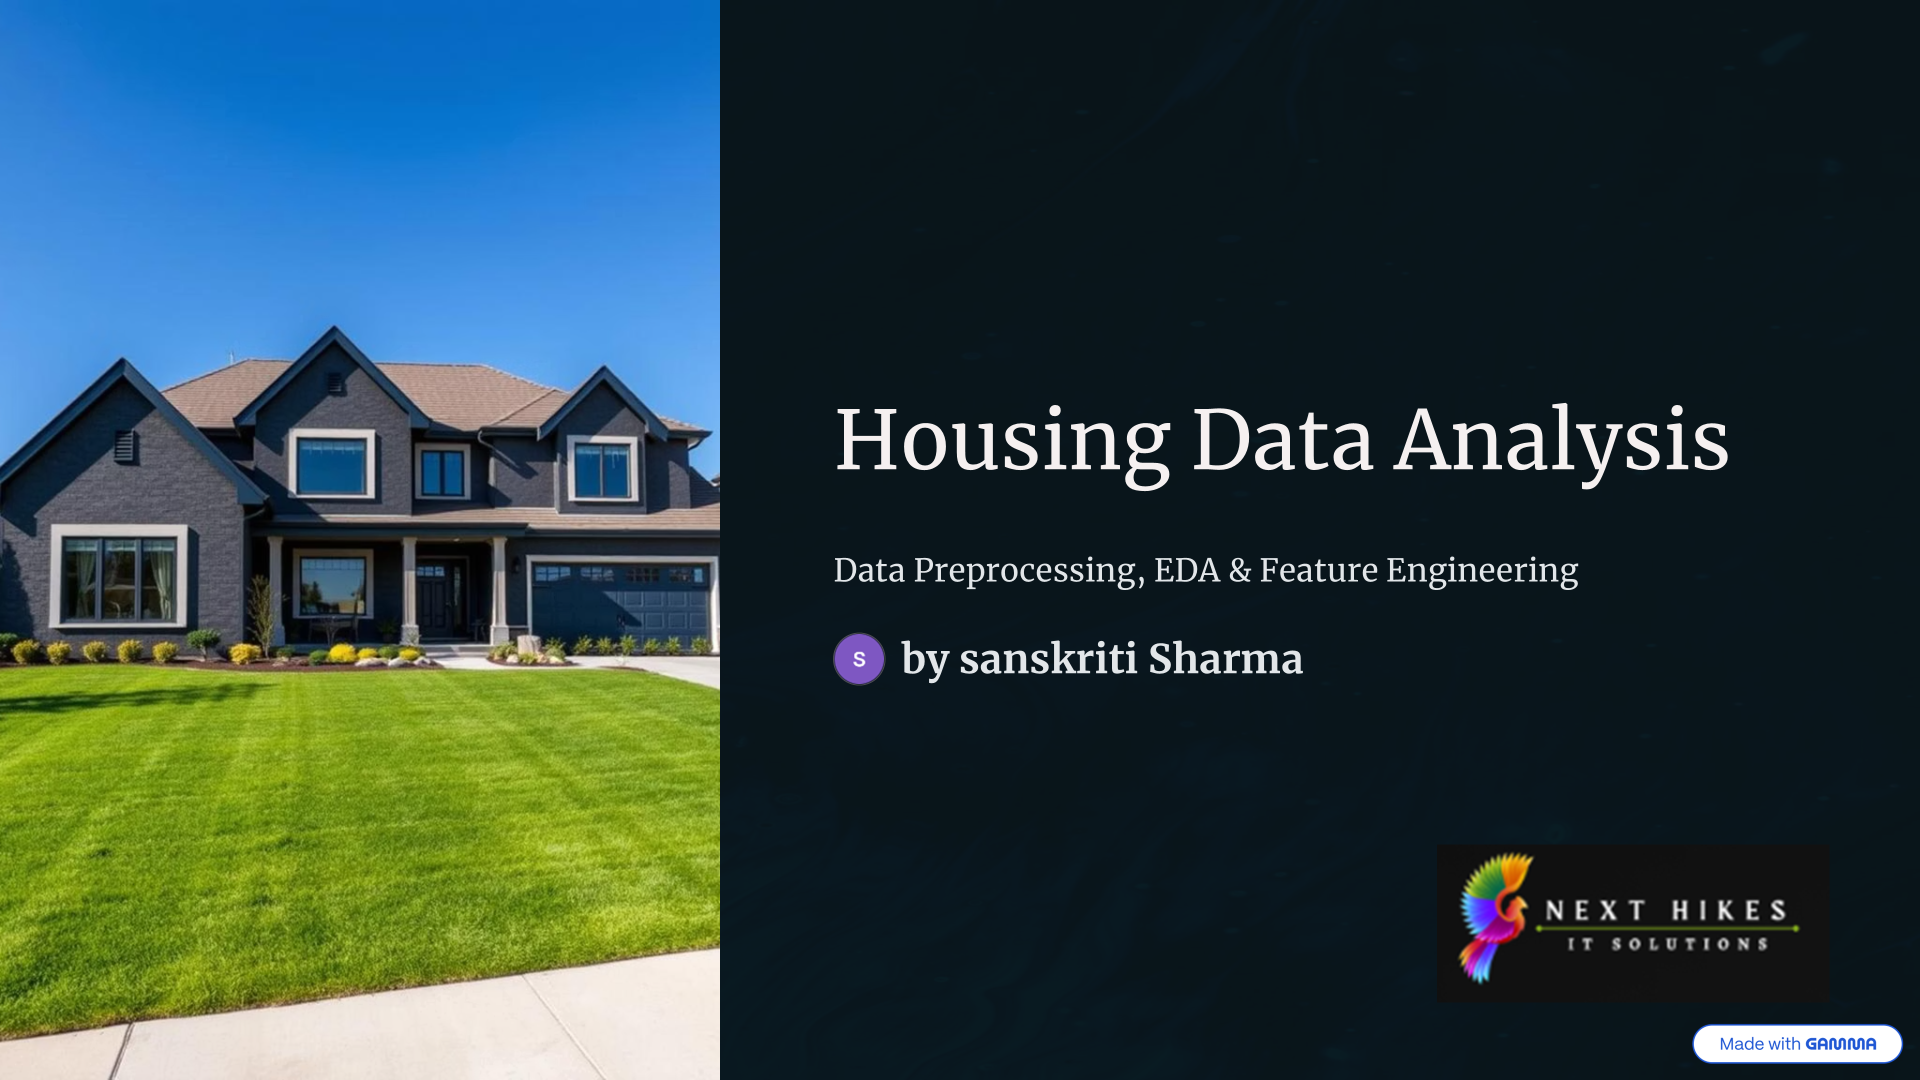 Housing Data Analysis
Data Preprocessing, EDA & Feature Engineering
S
by sanskriti Sharma
NEXT HIKES
IT SOLUTIONS
Made with GAMMA